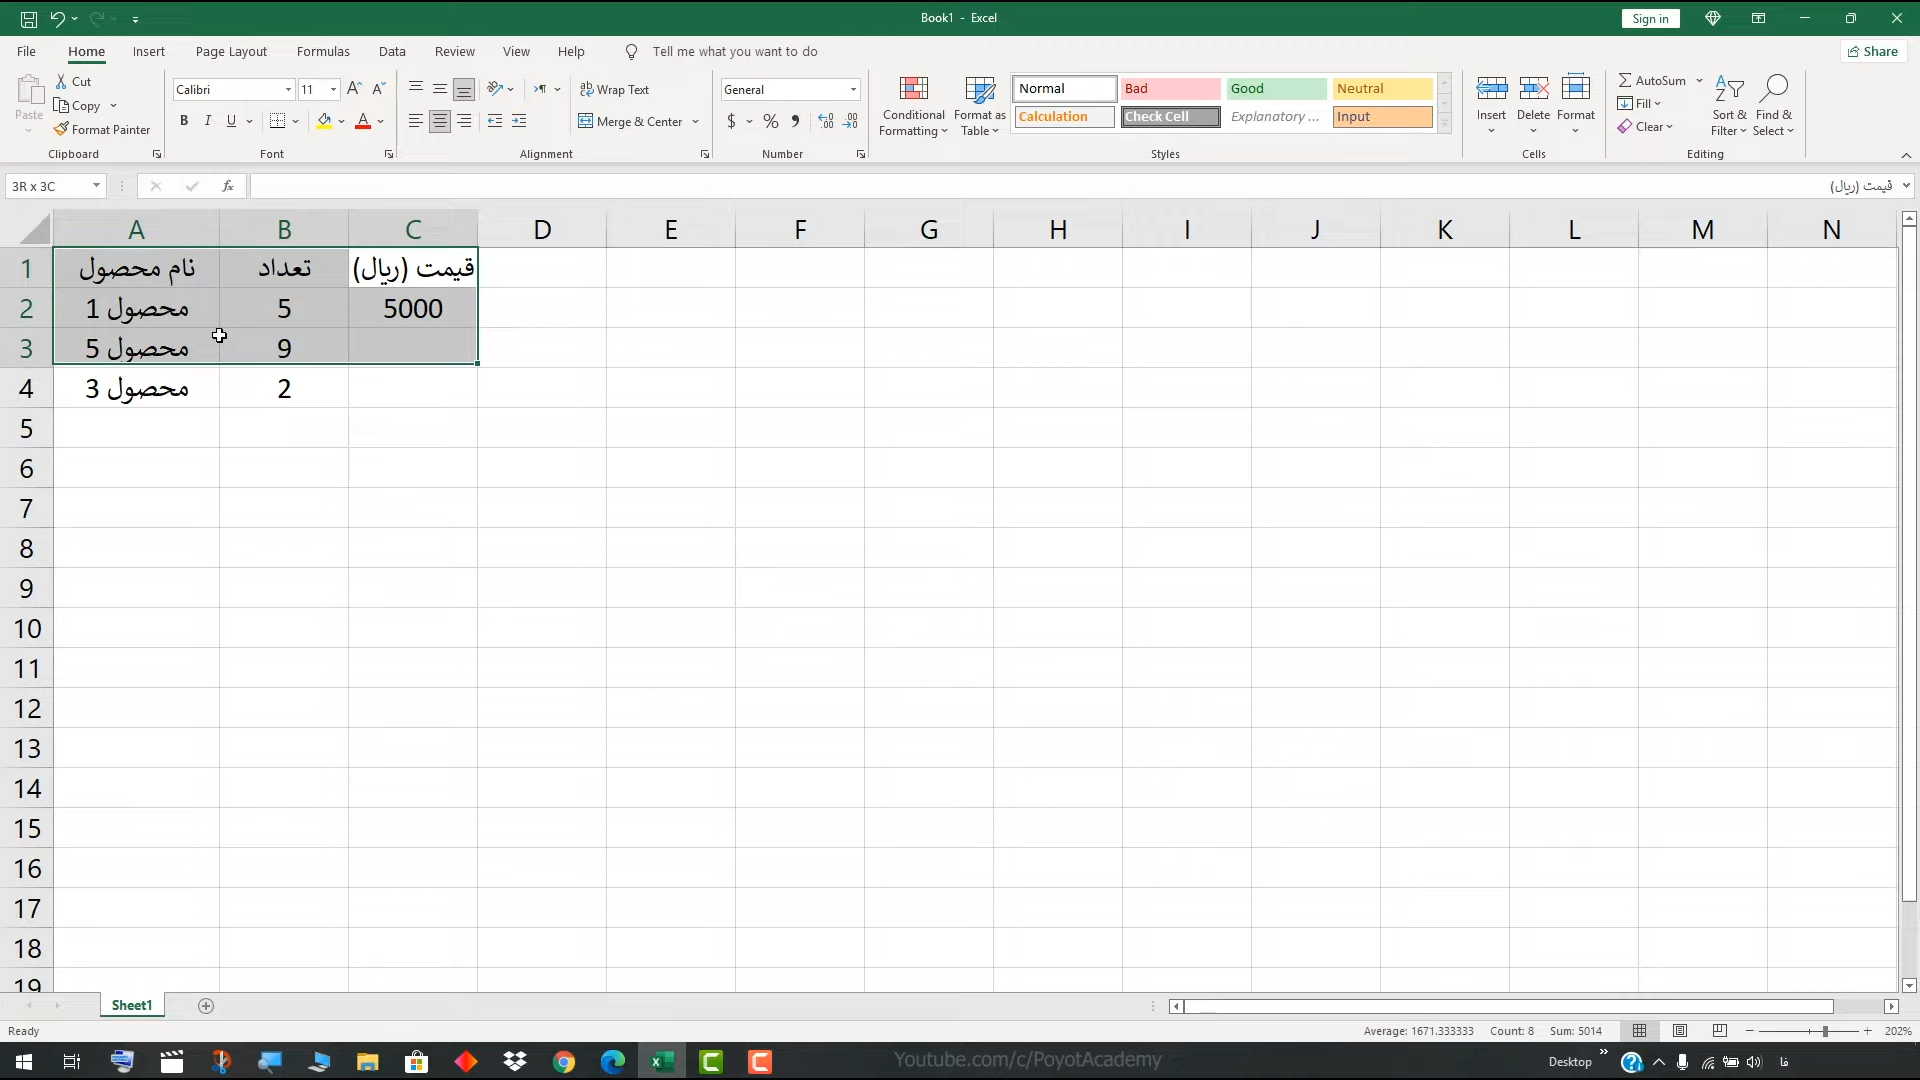 Book1 - Excel
Sign in
File Home Insert Page Layout Formulas Data Review View Help Tell me what you want to do Share
Paste
Cut
Copy
Format Painter
Clipboard
Calibri 11
Font
Wrap Text
Merge & Center
Alignment
General
Number
Conditional Formatting
Format as Table
Normal Bad Good Neutral
Calculation Check Cell Explanatory ... Input
Styles
Insert Delete Format
Cells
AutoSum
Fill
Clear
Sort & Filter
Find & Select
Editing
3R x 3C
fx
قیمت (ریال)
A B C D E F G H I J K L M N
1 نام محصول تعداد قیمت (ریال)
2 محصول 1 5 5000
3 محصول 5 9
4 محصول 3 2
5
6
7
8
9
10
11
12
13
14
15
16
17
18
19
Sheet1
Ready
Average: 1671.333333 Count: 8 Sum: 5014
202%
Youtube.com/c/PoyotAcademy
Desktop
فا